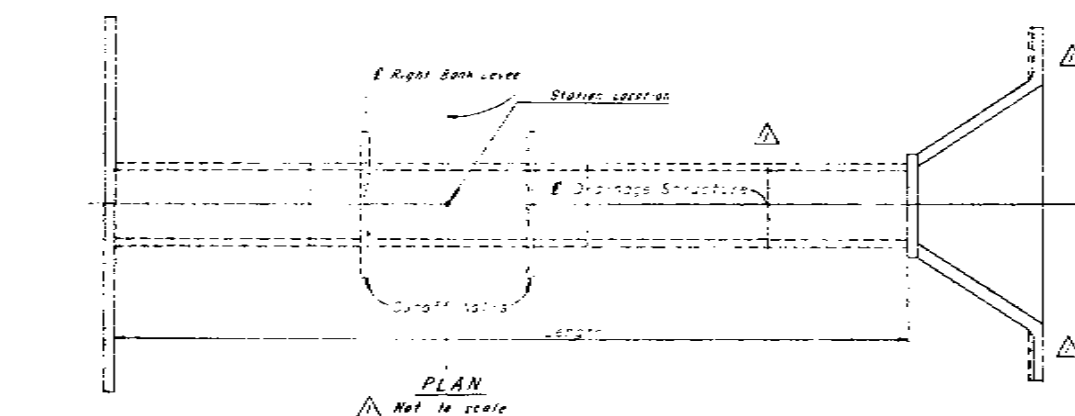 ℄ Right Bank Levee
Station Location
℄ Drainage Structure
Cutoff Walls
Length
PLAN
Not to scale